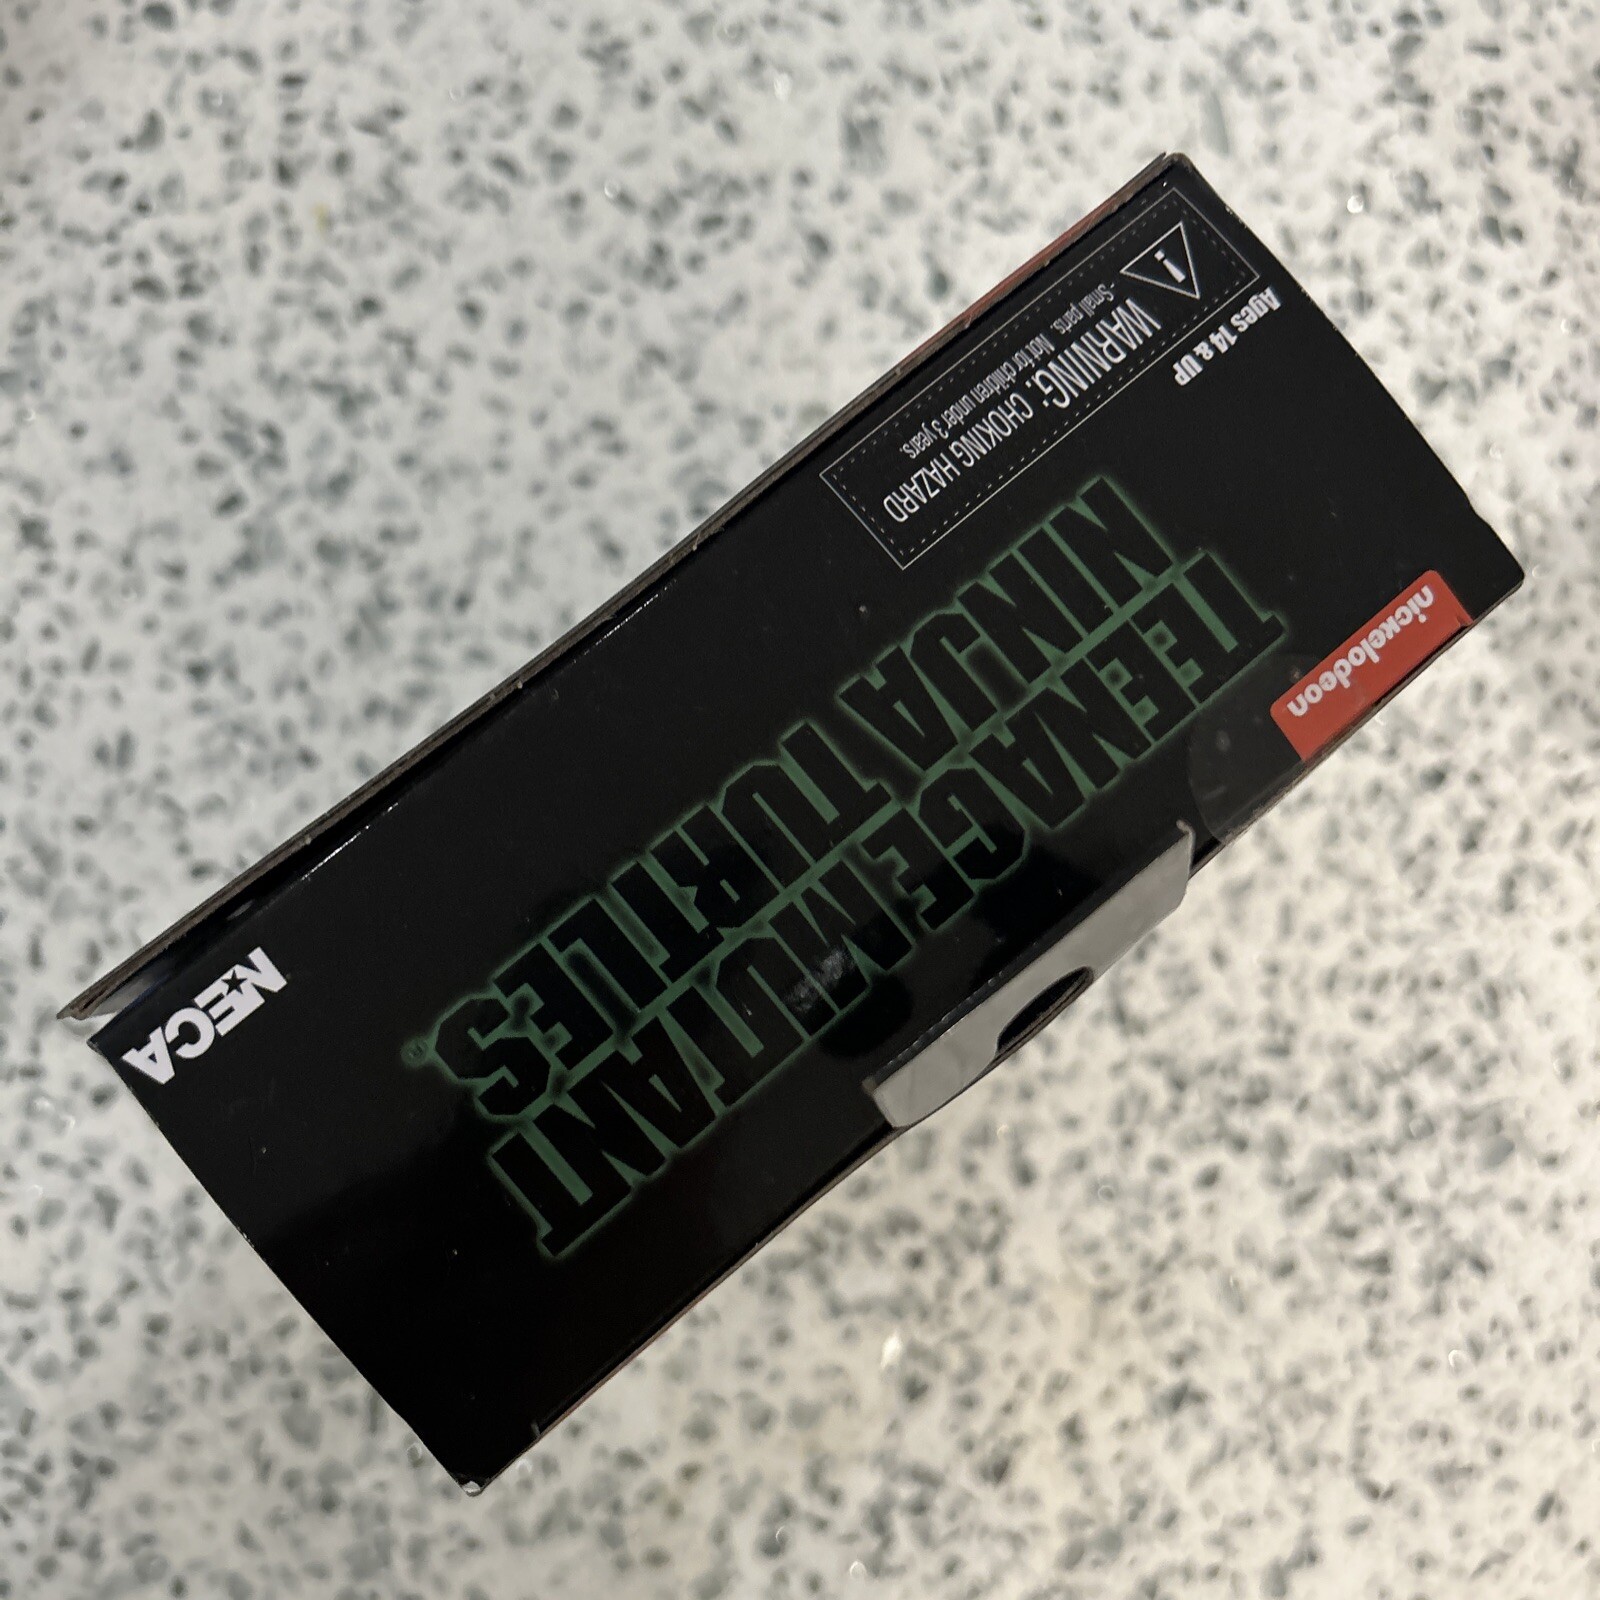 nickelodeon
TEENAGE MUTANT
NINJA TURTLES®
Ages 14 & UP
WARNING: CHOKING HAZARD
-Small parts. Not for children under 3 years.
NECA